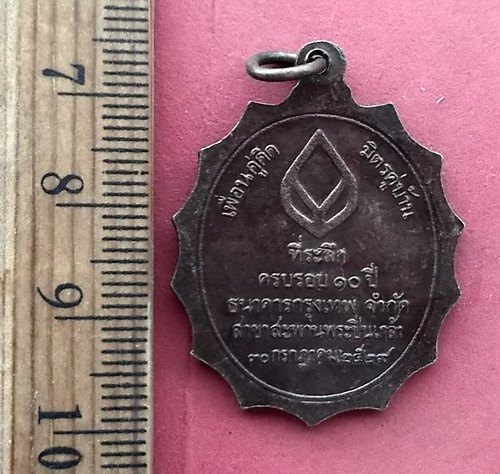 7
8
9
10
เพื่อนคู่คิด
มิตรคู่บ้าน
ที่ระลึก
ครบรอบ ๑๐ ปี
ธนาคารกรุงเทพ จำกัด
สาขาสะพานพระปิ่นเกล้า
๓๐ กรกฎาคม ๒๕๒๙